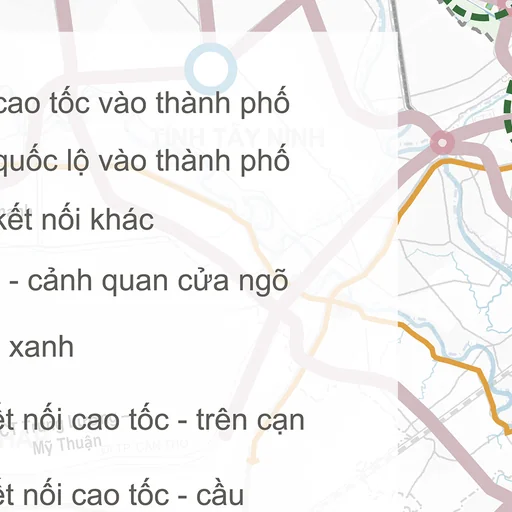 cao tốc vào thành phố
TỈNH TÂY NINH
quốc lộ vào thành phố
kết nối khác
- cảnh quan cửa ngõ
xanh
ết nối cao tốc - trên cạn
Mỹ Thuận
ết nối cao tốc - cầu